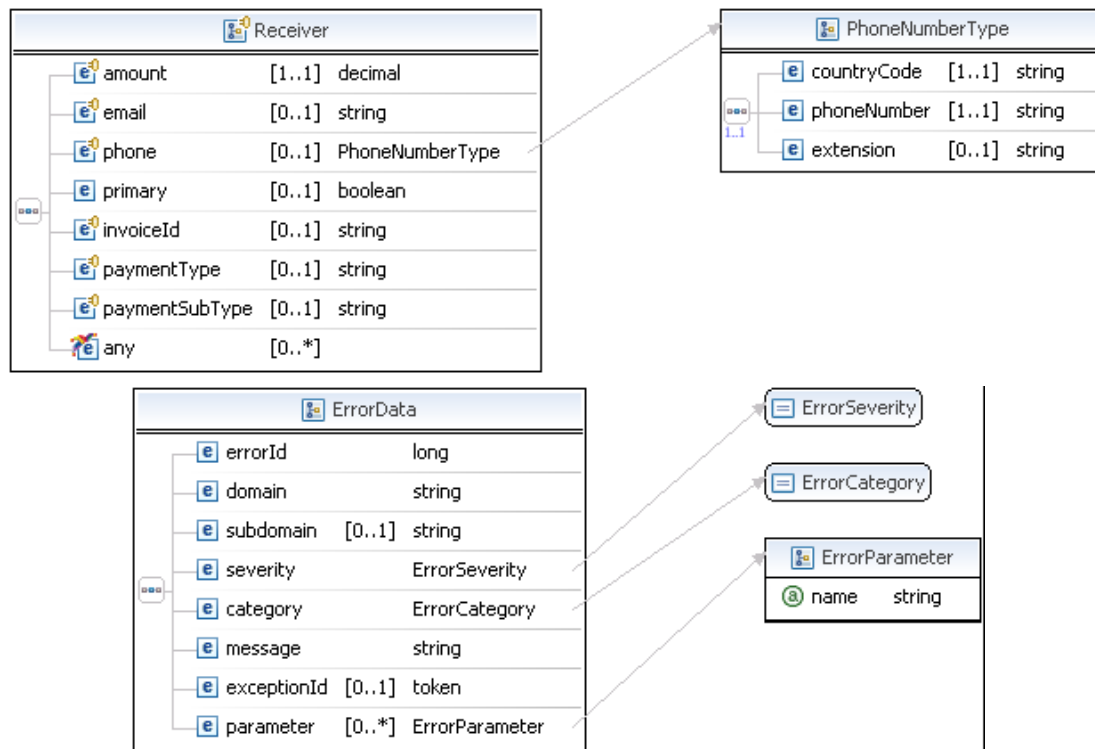 Receiver
amount [1..1] decimal
email [0..1] string
phone [0..1] PhoneNumberType
primary [0..1] boolean
invoiceId [0..1] string
paymentType [0..1] string
paymentSubType [0..1] string
any [0..*]
PhoneNumberType
countryCode [1..1] string
phoneNumber [1..1] string
extension [0..1] string
1..1
ErrorData
errorId long
domain string
subdomain [0..1] string
severity ErrorSeverity
category ErrorCategory
message string
exceptionId [0..1] token
parameter [0..*] ErrorParameter
ErrorSeverity
ErrorCategory
ErrorParameter
name string